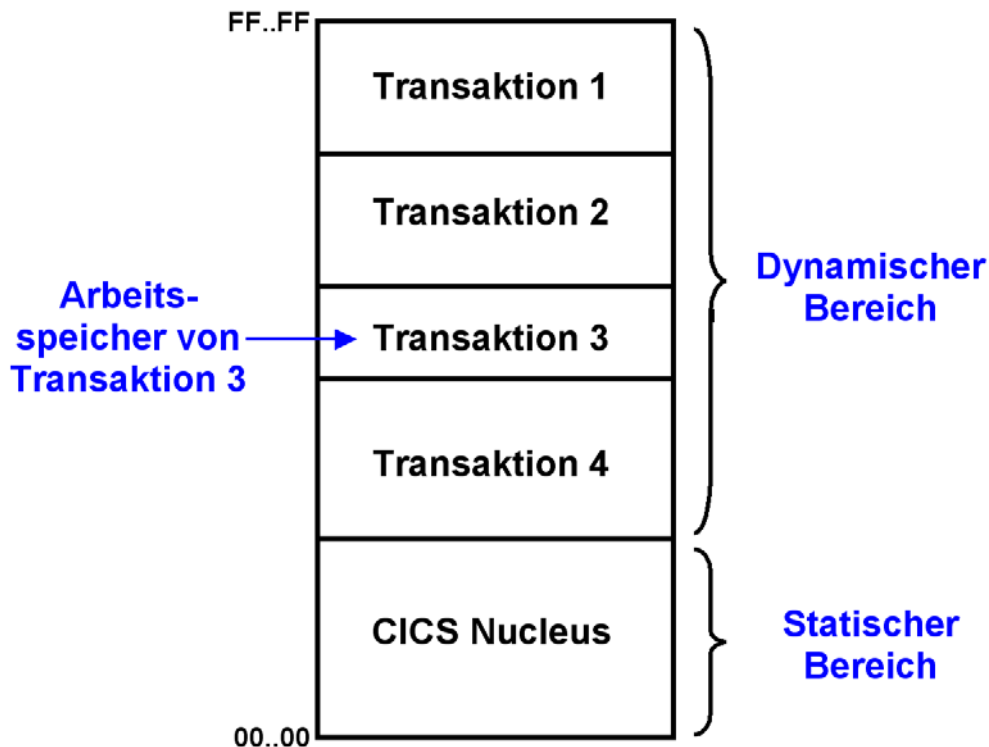 FF..FF
Transaktion 1
Transaktion 2
Dynamischer
Bereich
Arbeits-
speicher von
Transaktion 3
Transaktion 3
Transaktion 4
CICS Nucleus
Statischer
Bereich
00..00